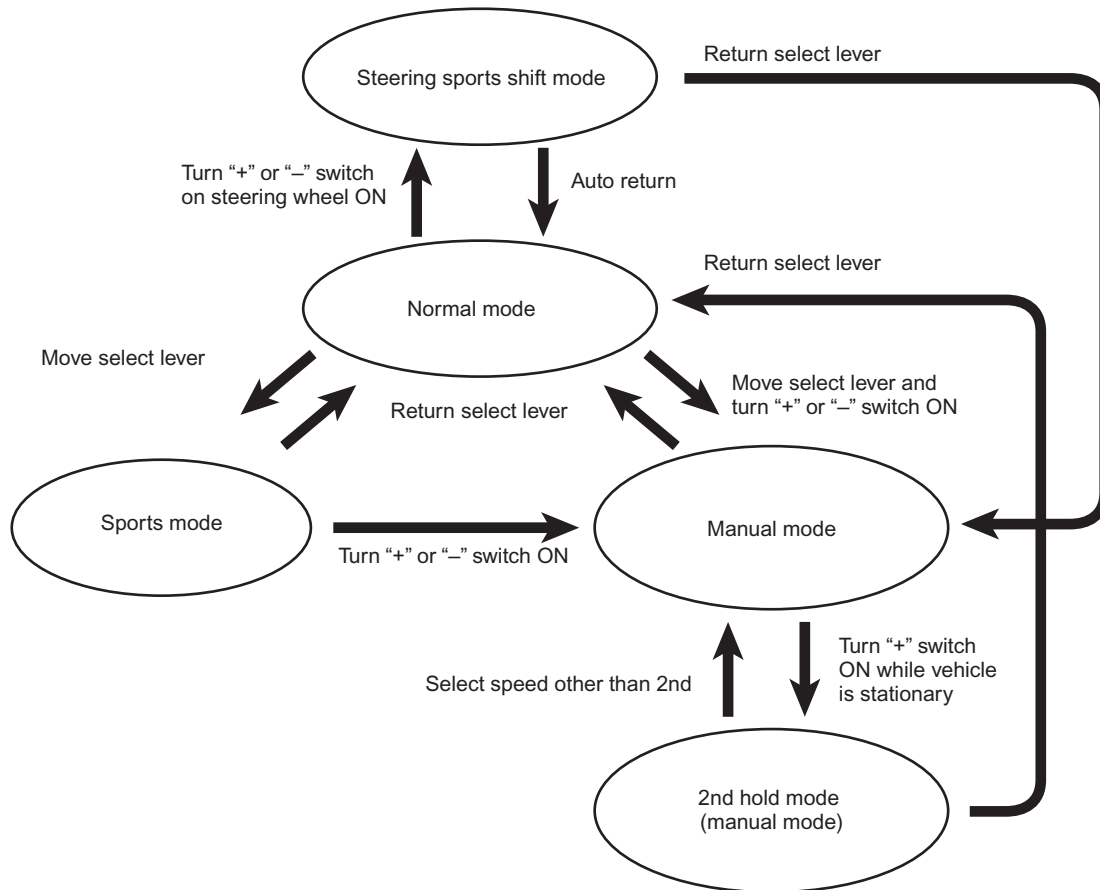 Return select lever
Steering sports shift mode
Turn “+” or “–” switch
on steering wheel ON
Auto return
Return select lever
Normal mode
Move select lever
Move select lever and
turn “+” or “–” switch ON
Return select lever
Sports mode
Manual mode
Turn “+” or “–” switch ON
Turn “+” switch
ON while vehicle
is stationary
Select speed other than 2nd
2nd hold mode
(manual mode)